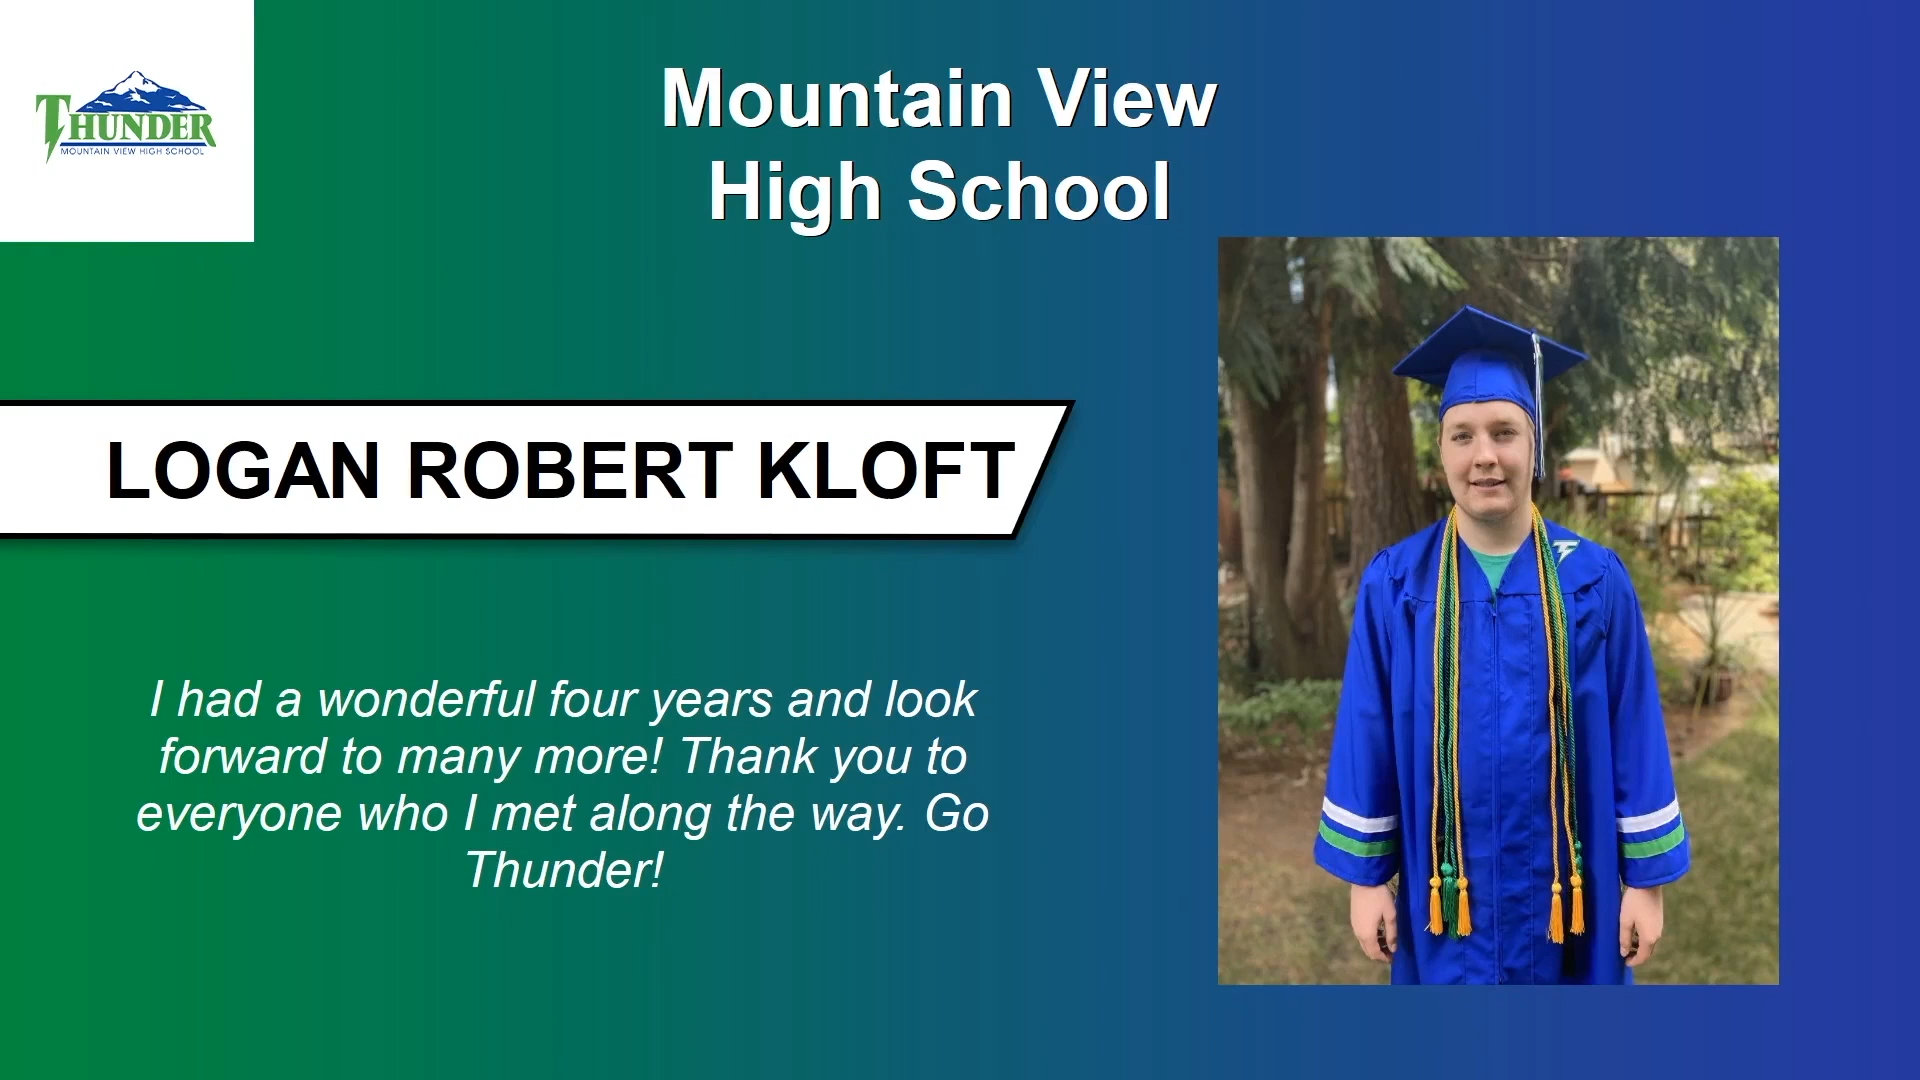 THUNDER
MOUNTAIN VIEW HIGH SCHOOL
Mountain View
High School
LOGAN ROBERT KLOFT
I had a wonderful four years and look
forward to many more! Thank you to
everyone who I met along the way. Go
Thunder!